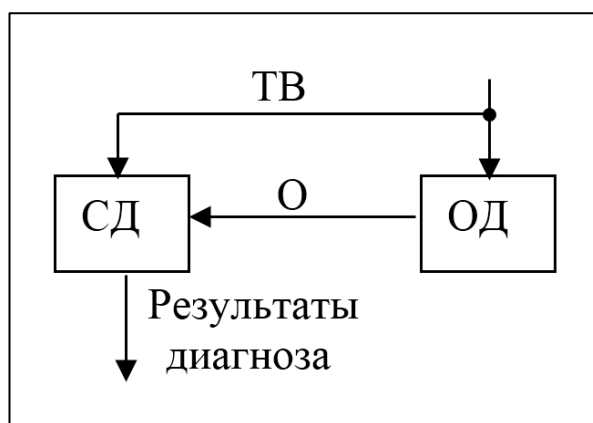 ТВ
СД
О
ОД
Результаты
диагноза